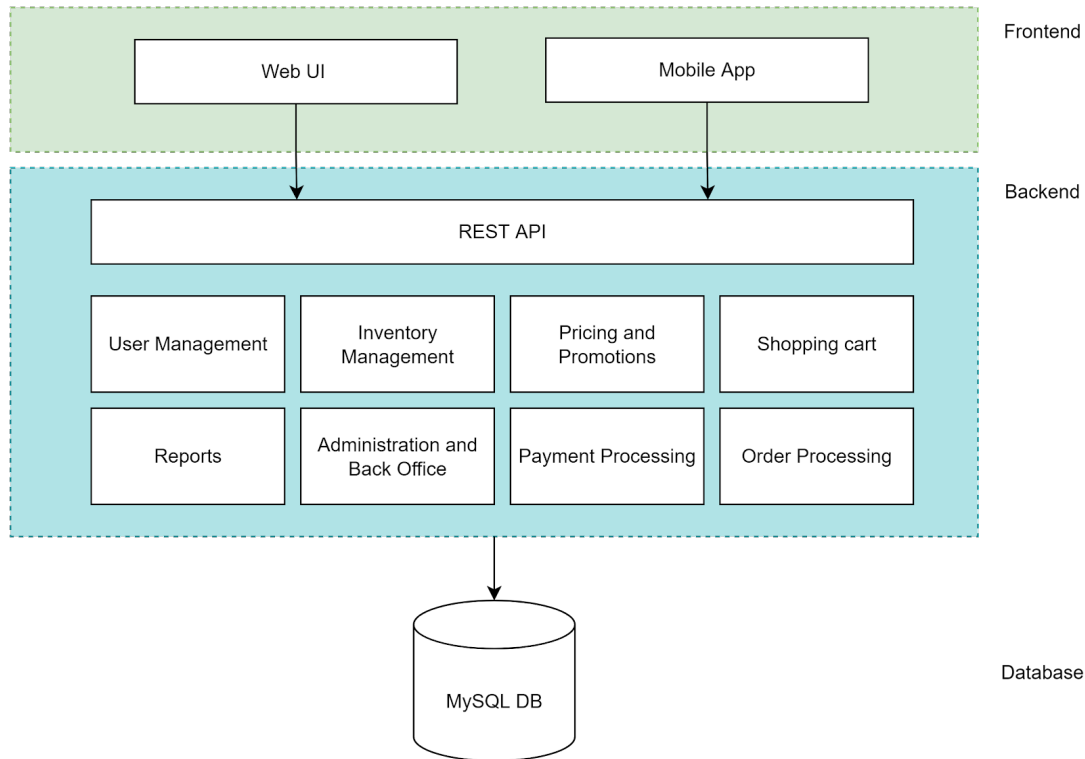 Frontend
Web UI
Mobile App
Backend
REST API
User Management
Inventory
Management
Pricing and
Promotions
Shopping cart
Reports
Administration and
Back Office
Payment Processing
Order Processing
MySQL DB
Database